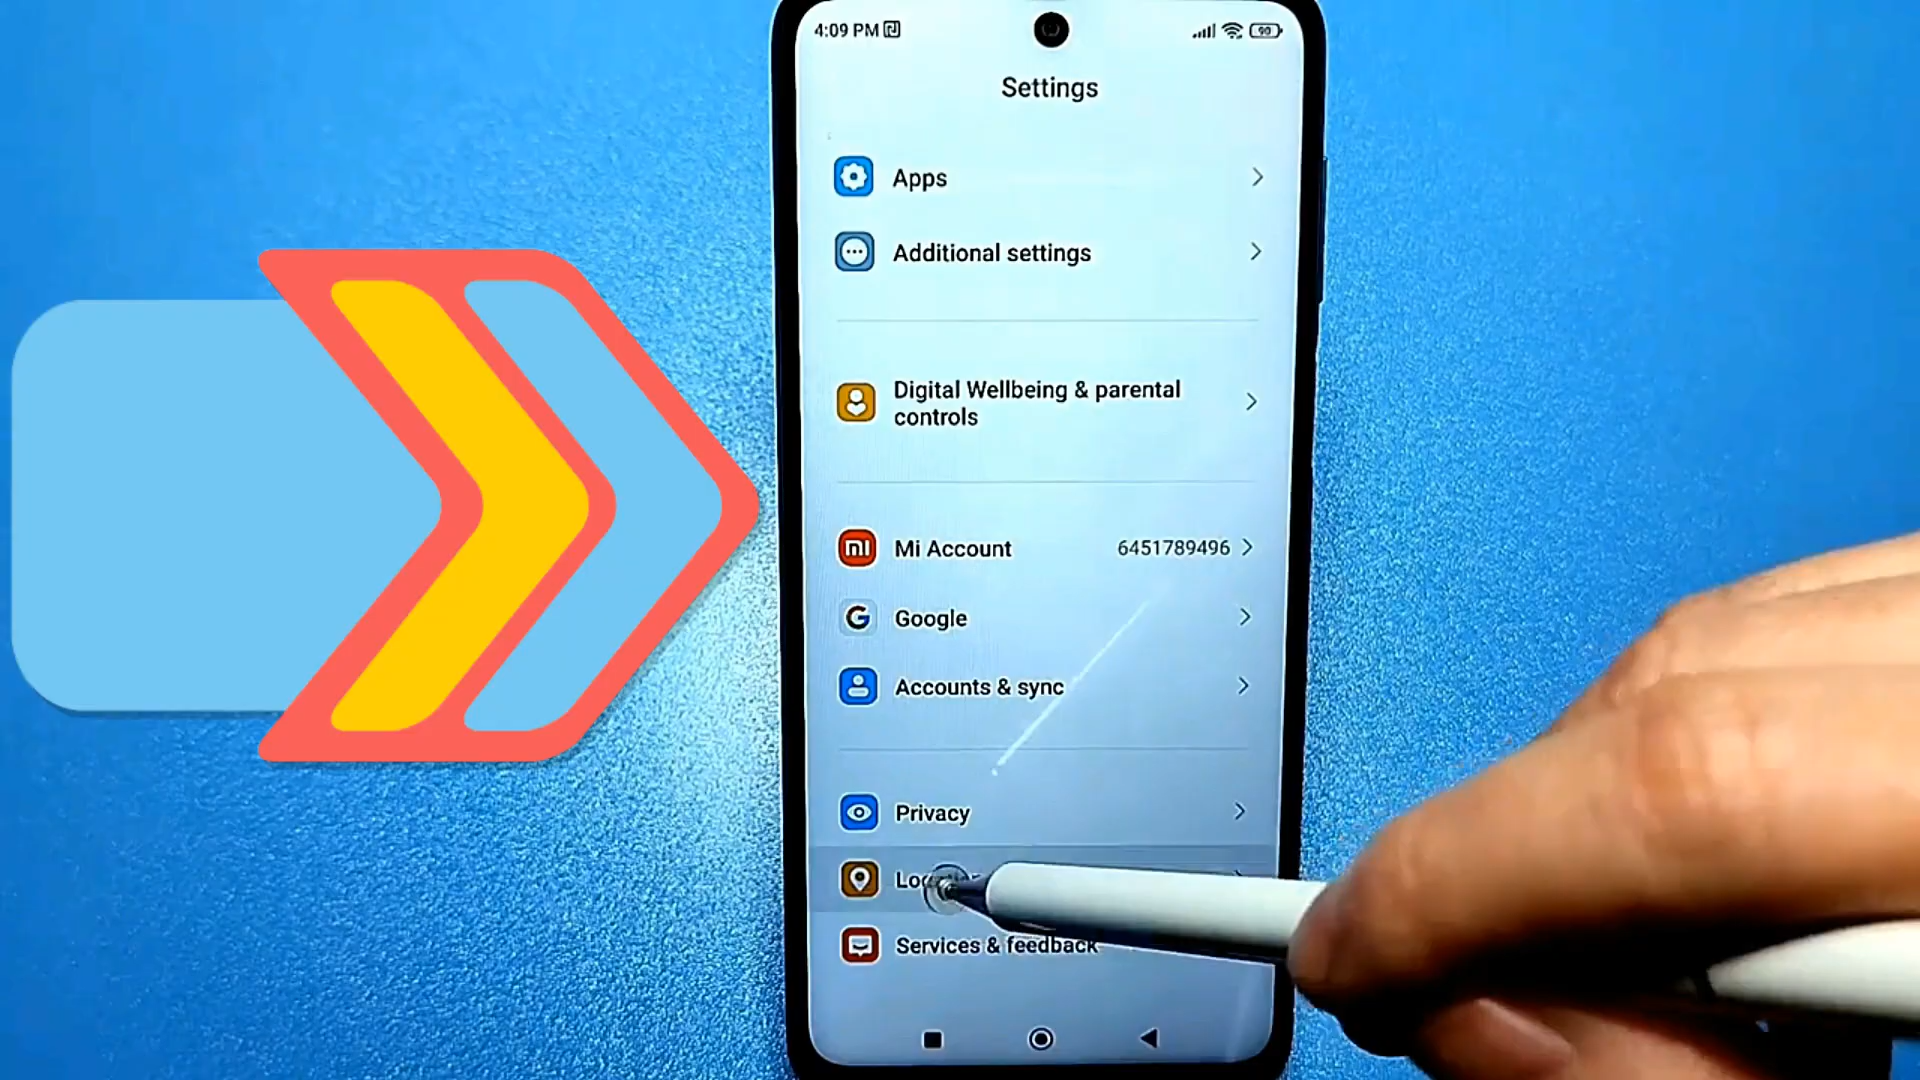 4:09 PM
90
Settings
Apps
Additional settings
Digital Wellbeing & parental
controls
Mi Account 6451789496
Google
Accounts & sync
Privacy
Services & feedback